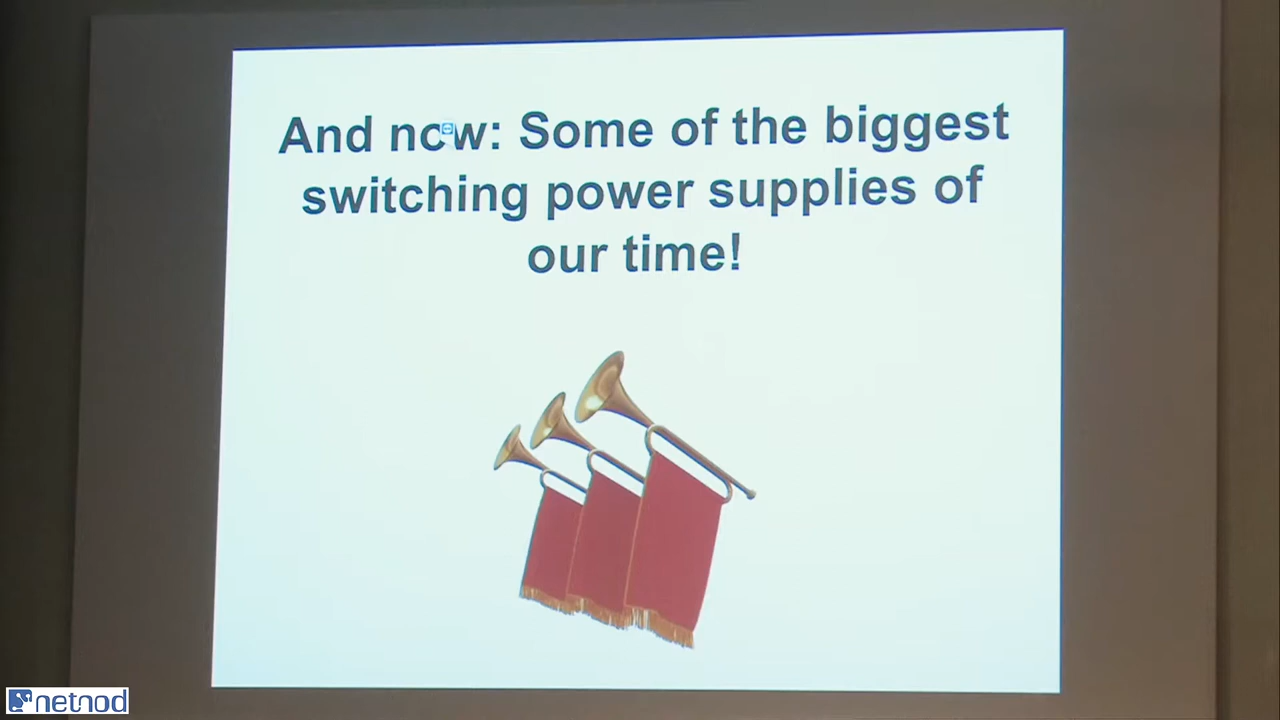 And now: Some of the biggest
switching power supplies of
our time!
netnod